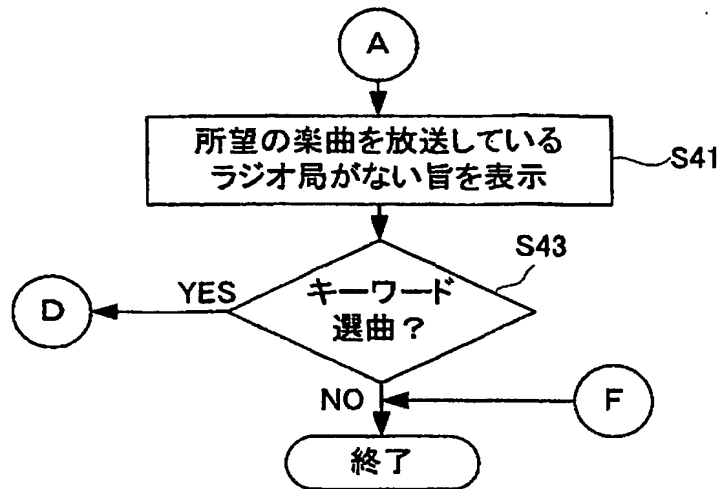 A
所望の楽曲を放送している
ラジオ局がない旨を表示
S41
S43
キーワード
選曲？
YES
D
NO
F
終了